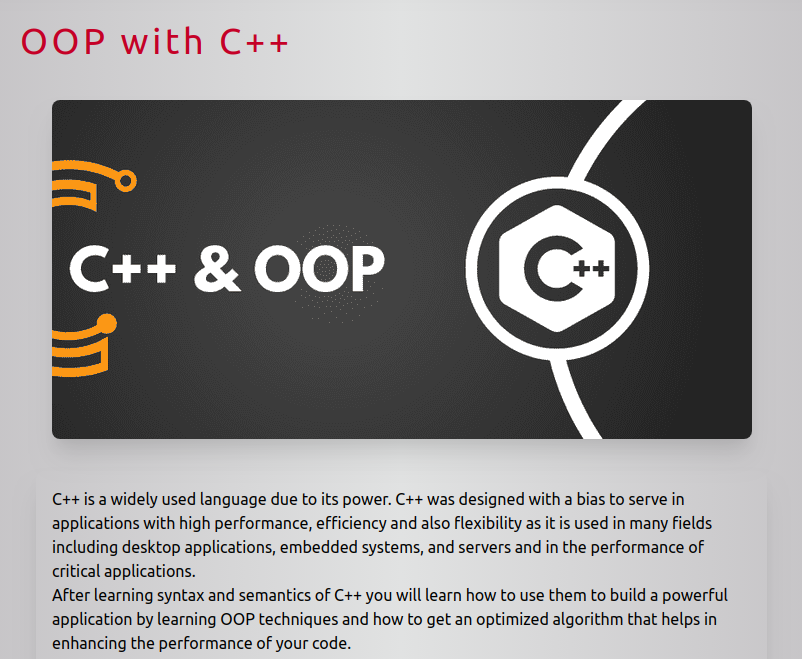 OOP with C++
C++ & OOP
C++
C++ is a widely used language due to its power. C++ was designed with a bias to serve in
applications with high performance, efficiency and also flexibility as it is used in many fields
including desktop applications, embedded systems, and servers and in the performance of
critical applications.
After learning syntax and semantics of C++ you will learn how to use them to build a powerful
application by learning OOP techniques and how to get an optimized algorithm that helps in
enhancing the performance of your code.